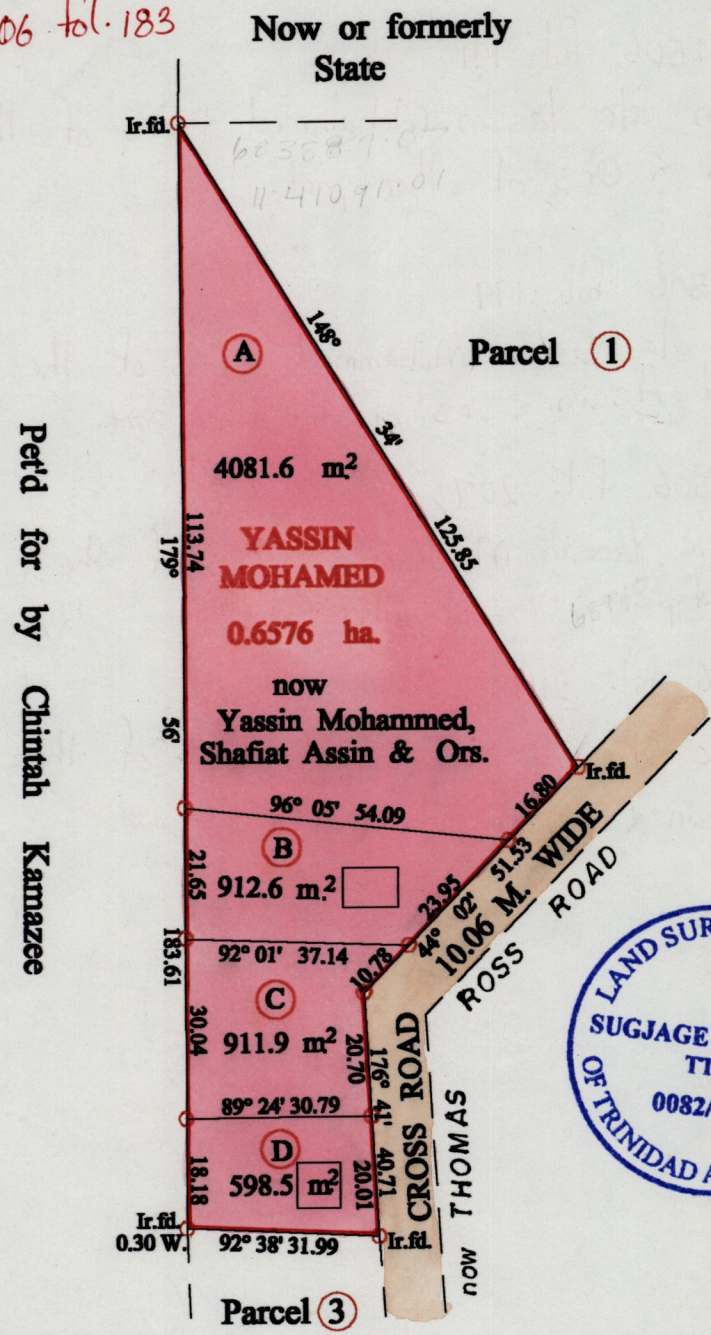 06 fol. 183
Now or formerly
State
Ir.fd.
148° 34' 125.85
Parcel 1
A
4081.6 m²
YASSIN
MOHAMED
0.6576 ha.
now
Yassin Mohammed,
Shafiat Assin & Ors.
113.74
179° 56'
183.61
Pet'd for by Chintah Kamazee
Ir.fd.
16.80
96° 05' 54.09
B
912.6 m²
21.65
23.95
44° 02' 51.53
10.06 M. WIDE
ROSS ROAD
92° 01' 37.14
10.78
C
911.9 m²
30.04
20.70
176° 41' 40.71
CROSS ROAD
now THOMAS
89° 24' 30.79
D
598.5 m²
18.18
20.01
Ir.fd.
0.30 W.
92° 38' 31.99
Ir.fd.
Parcel 3
LAND SUR
SUGJAGE
TT
0082/
OF TRINIDAD A